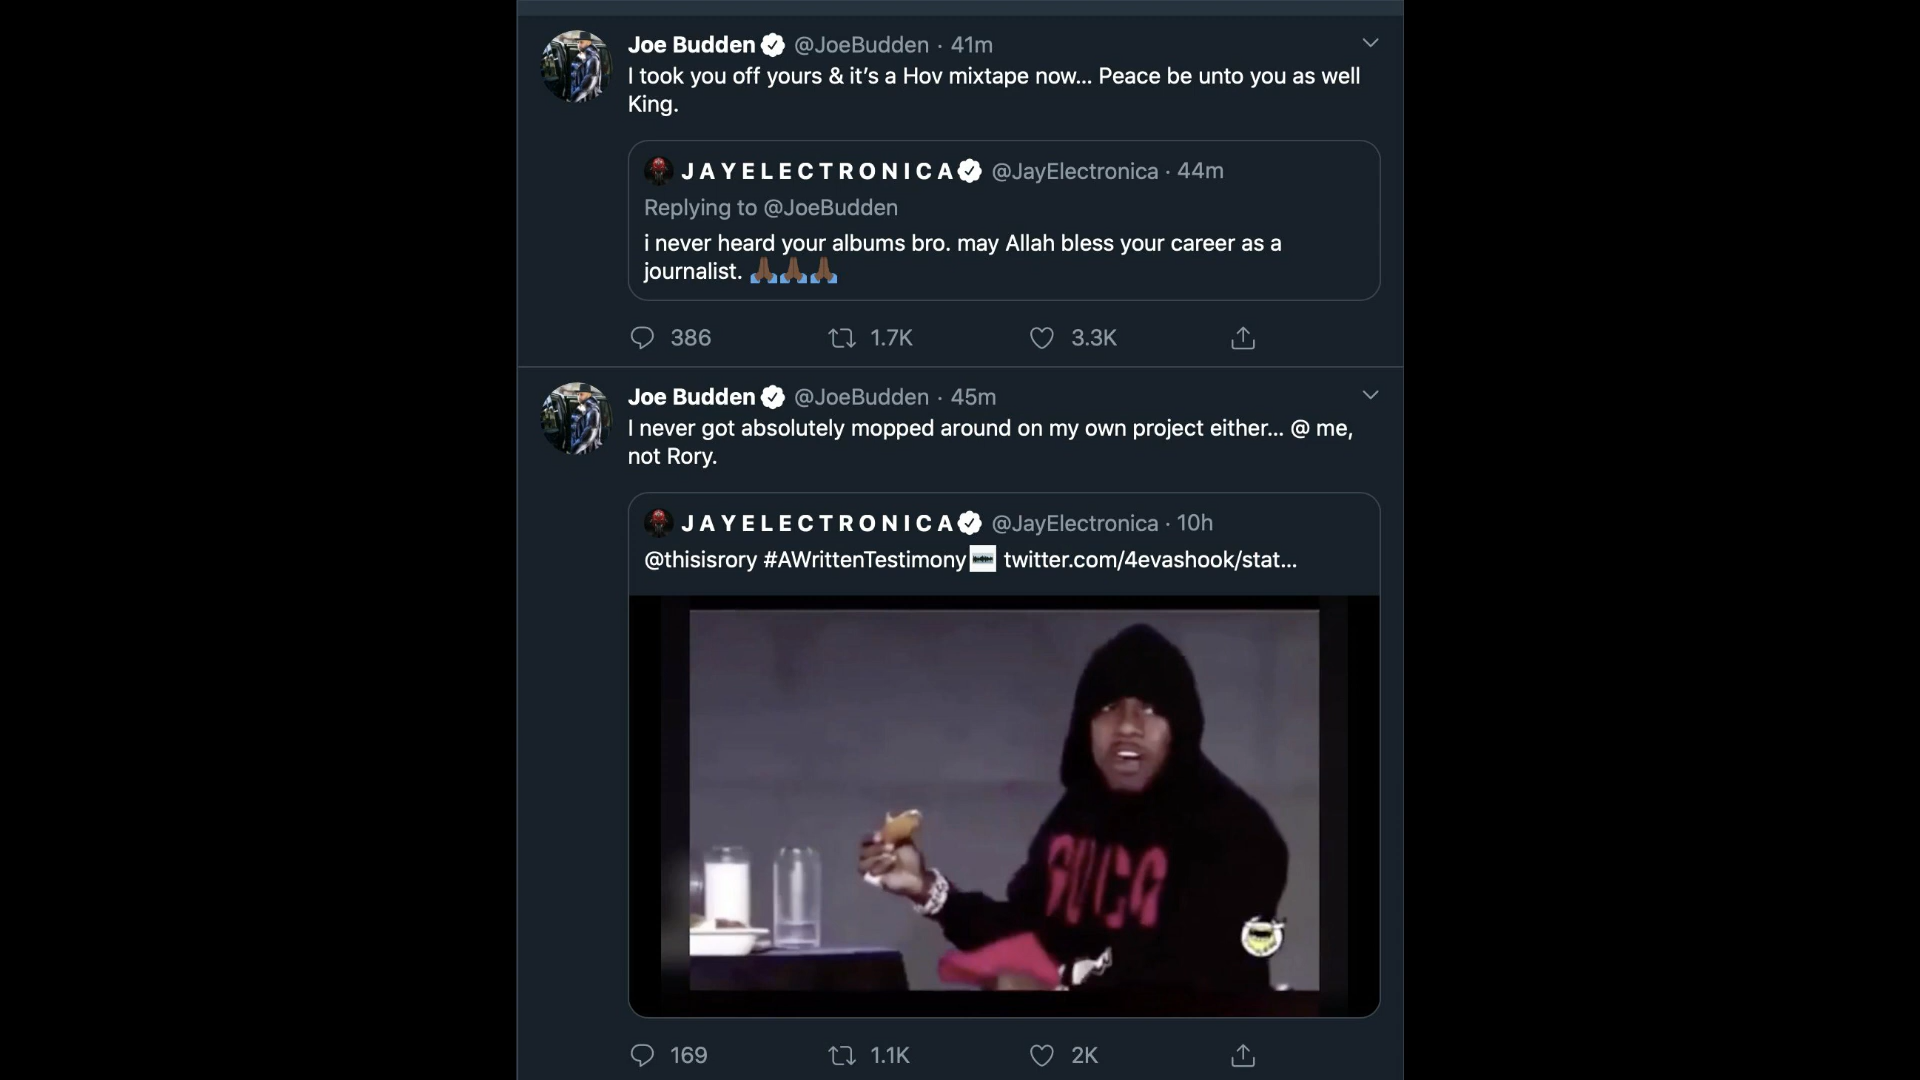 Joe Budden @JoeBudden · 41m
I took you off yours & it’s a Hov mixtape now... Peace be unto you as well
King.
J A Y E L E C T R O N I C A @JayElectronica · 44m
Replying to @JoeBudden
i never heard your albums bro. may Allah bless your career as a
journalist. 🙏🏾🙏🏾🙏🏾
386 1.7K 3.3K
Joe Budden @JoeBudden · 45m
I never got absolutely mopped around on my own project either... @ me,
not Rory.
J A Y E L E C T R O N I C A @JayElectronica · 10h
@thisisrory #AWrittenTestimony twitter.com/4evashook/stat...
169 1.1K 2K